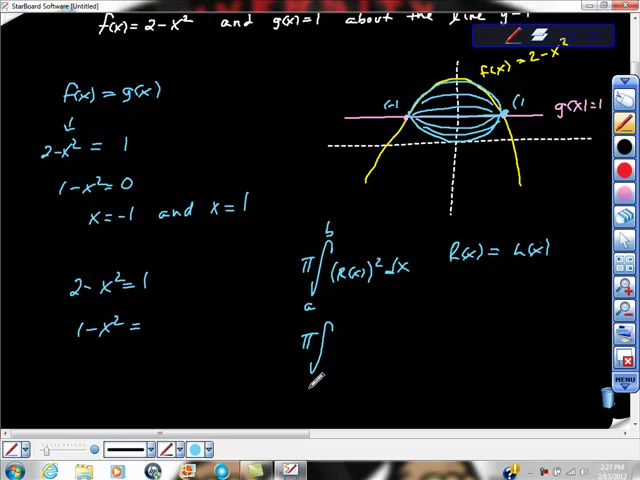 StarBoard Software [Untitled]
f(x) = 2 - x² and g(x) = 1 about the line y = 1
f(x) = 2 - x²
f(x) = g(x)
(-1
(1
g(x) = 1
2 - x² = 1
1 - x² = 0
x = -1 and x = 1
b
π∫(R(x))² dx
a
R(x) =
2 - x² = 1
1 - x² =
π∫
MENU
2:27 PM
2/13/2012